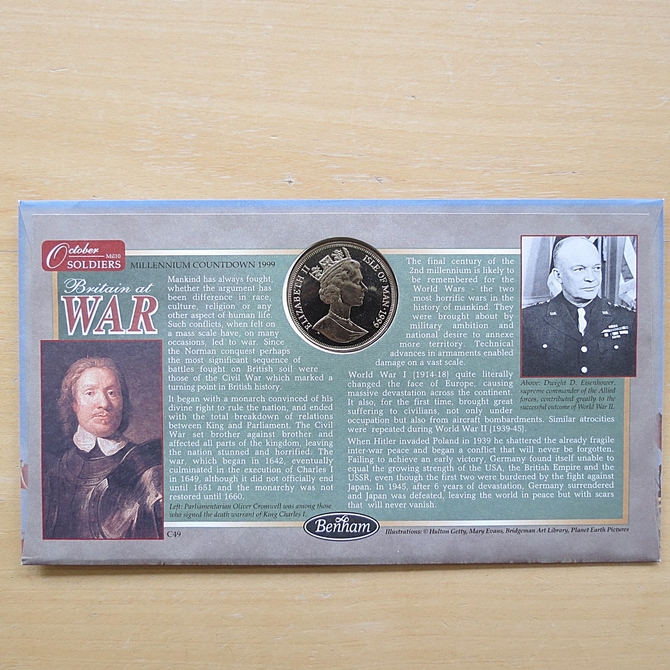 October
Mill10
SOLDIERS
MILLENNIUM COUNTDOWN 1999
Britain at
WAR
Mankind has always fought,
whether the argument has
been difference in race,
culture, religion or any
other aspect of human life.
Such conflicts, when felt on
a mass scale have, on many
occasions, led to war. Since
the Norman conquest perhaps
the most significant sequence of
battles fought on British soil were
those of the Civil War which marked a
turning point in British history.
It began with a monarch convinced of his
divine right to rule the nation, and ended
with the total breakdown of relations
between King and Parliament. The Civil
War set brother against brother and
affected all parts of the kingdom, leaving
the nation stunned and horrified. The
war, which began in 1642, eventually
culminated in the execution of Charles I
in 1649, although it did not officially end
until 1651 and the monarchy was not
restored until 1660.
Left: Parliamentarian Oliver Cromwell was among those
who signed the death warrant of King Charles I.
C49
ELIZABETH II
ISLE OF MAN · 1999
The final century of the
2nd millennium is likely to
be remembered for the
World Wars - the two
most horrific wars in the
history of mankind. They
were brought about by
military ambition and
national desire to annexe
more territory. Technical
advances in armaments enabled
damage on a vast scale.
World War I [1914-18] quite literally
changed the face of Europe, causing
massive devastation across the continent.
It also, for the first time, brought great
suffering to civilians, not only under
occupation but also from aircraft bombardments. Similar atrocities
were repeated during World War II [1939-45].
When Hitler invaded Poland in 1939 he shattered the already fragile
inter-war peace and began a conflict that will never be forgotten.
Failing to achieve an early victory, Germany found itself unable to
equal the growing strength of the USA, the British Empire and the
USSR, even though the first two were burdened by the fight against
Japan. In 1945, after 6 years of devastation, Germany surrendered
and Japan was defeated, leaving the world in peace but with scars
that will never vanish.
Above: Dwight D. Eisenhower,
supreme commander of the Allied
forces, contributed greatly to the
successful outcome of World War II.
Benham
Illustrations: © Hulton Getty, Mary Evans, Bridgeman Art Library, Planet Earth Pictures